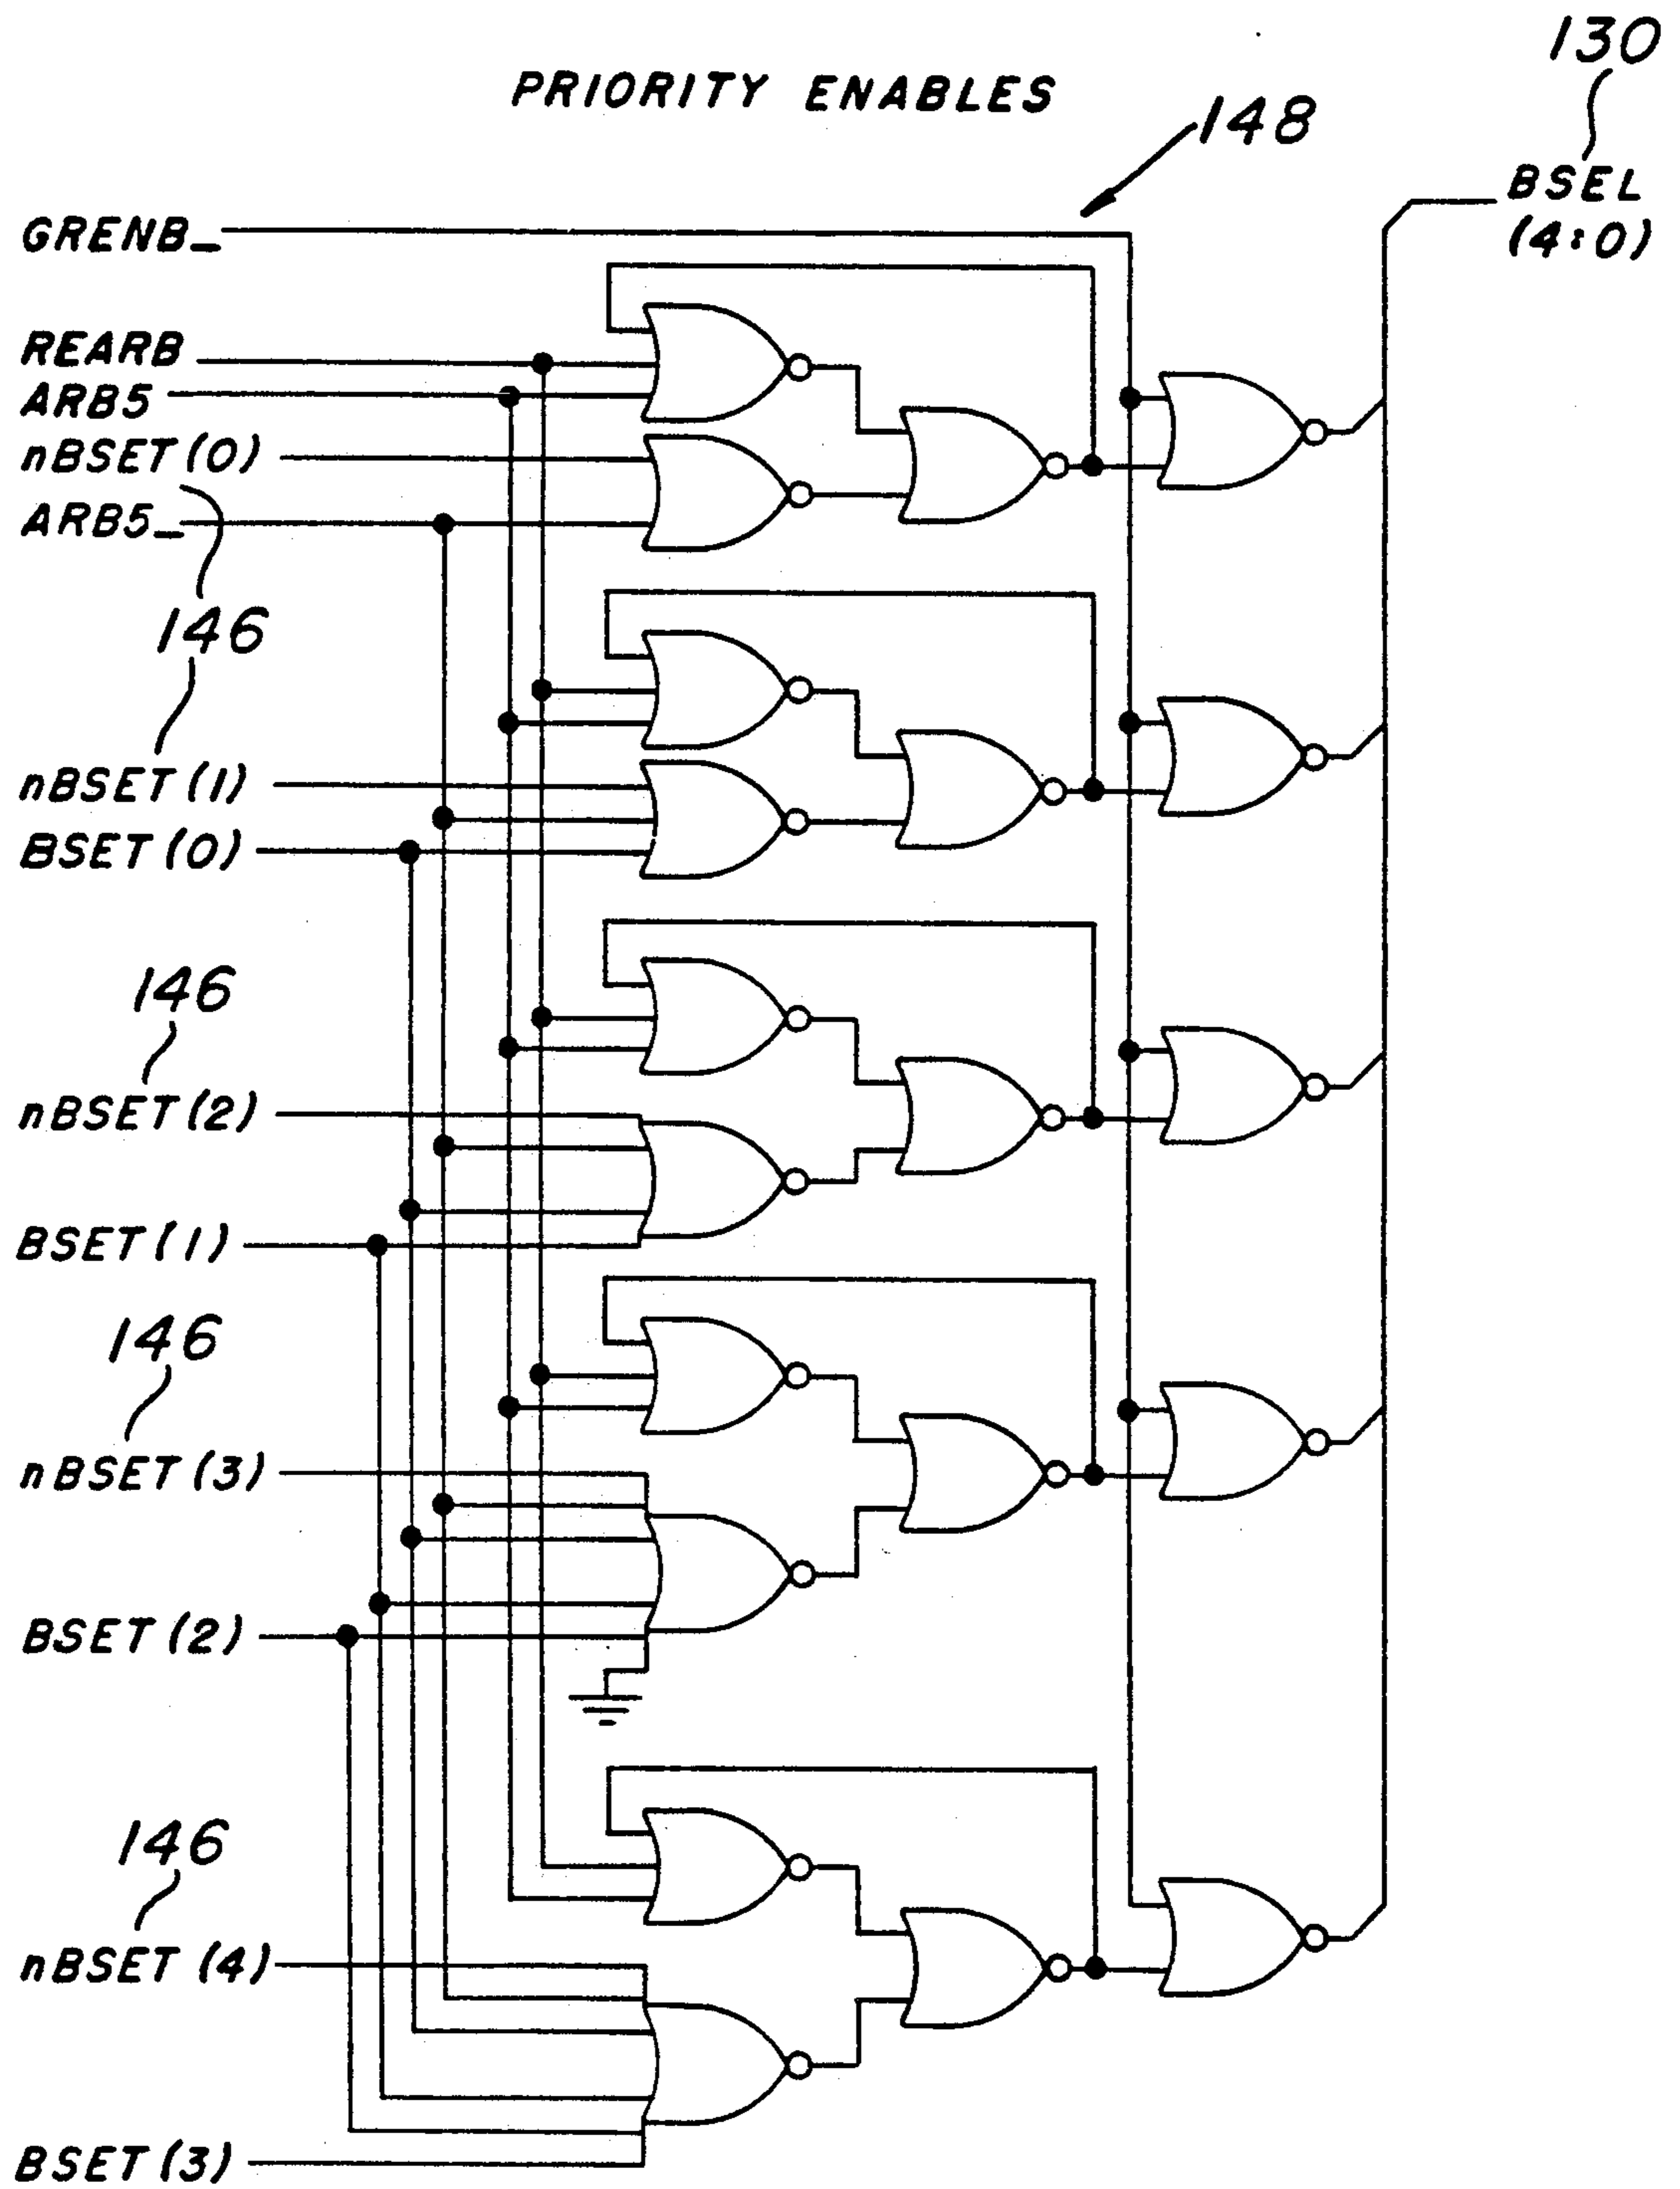 130
PRIORITY ENABLES
148
BSEL
(4:0)
GRENB_
REARB
ARB5
nBSET(0)
ARB5_
146
nBSET(1)
BSET(0)
146
nBSET(2)
BSET(1)
146
nBSET(3)
BSET(2)
146
nBSET(4)
BSET(3)